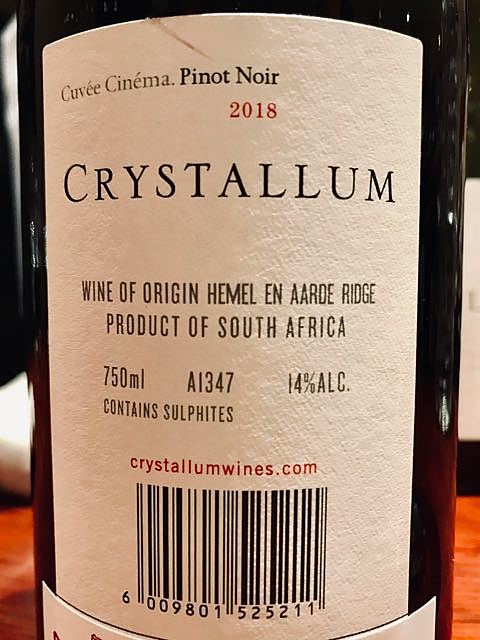 Cuvée Cinéma. Pinot Noir
2018
CRYSTALLUM
WINE OF ORIGIN HEMEL EN AARDE RIDGE
PRODUCT OF SOUTH AFRICA
750ml A1347 14%ALC.
CONTAINS SULPHITES
crystallumwines.com
6 009801 525211